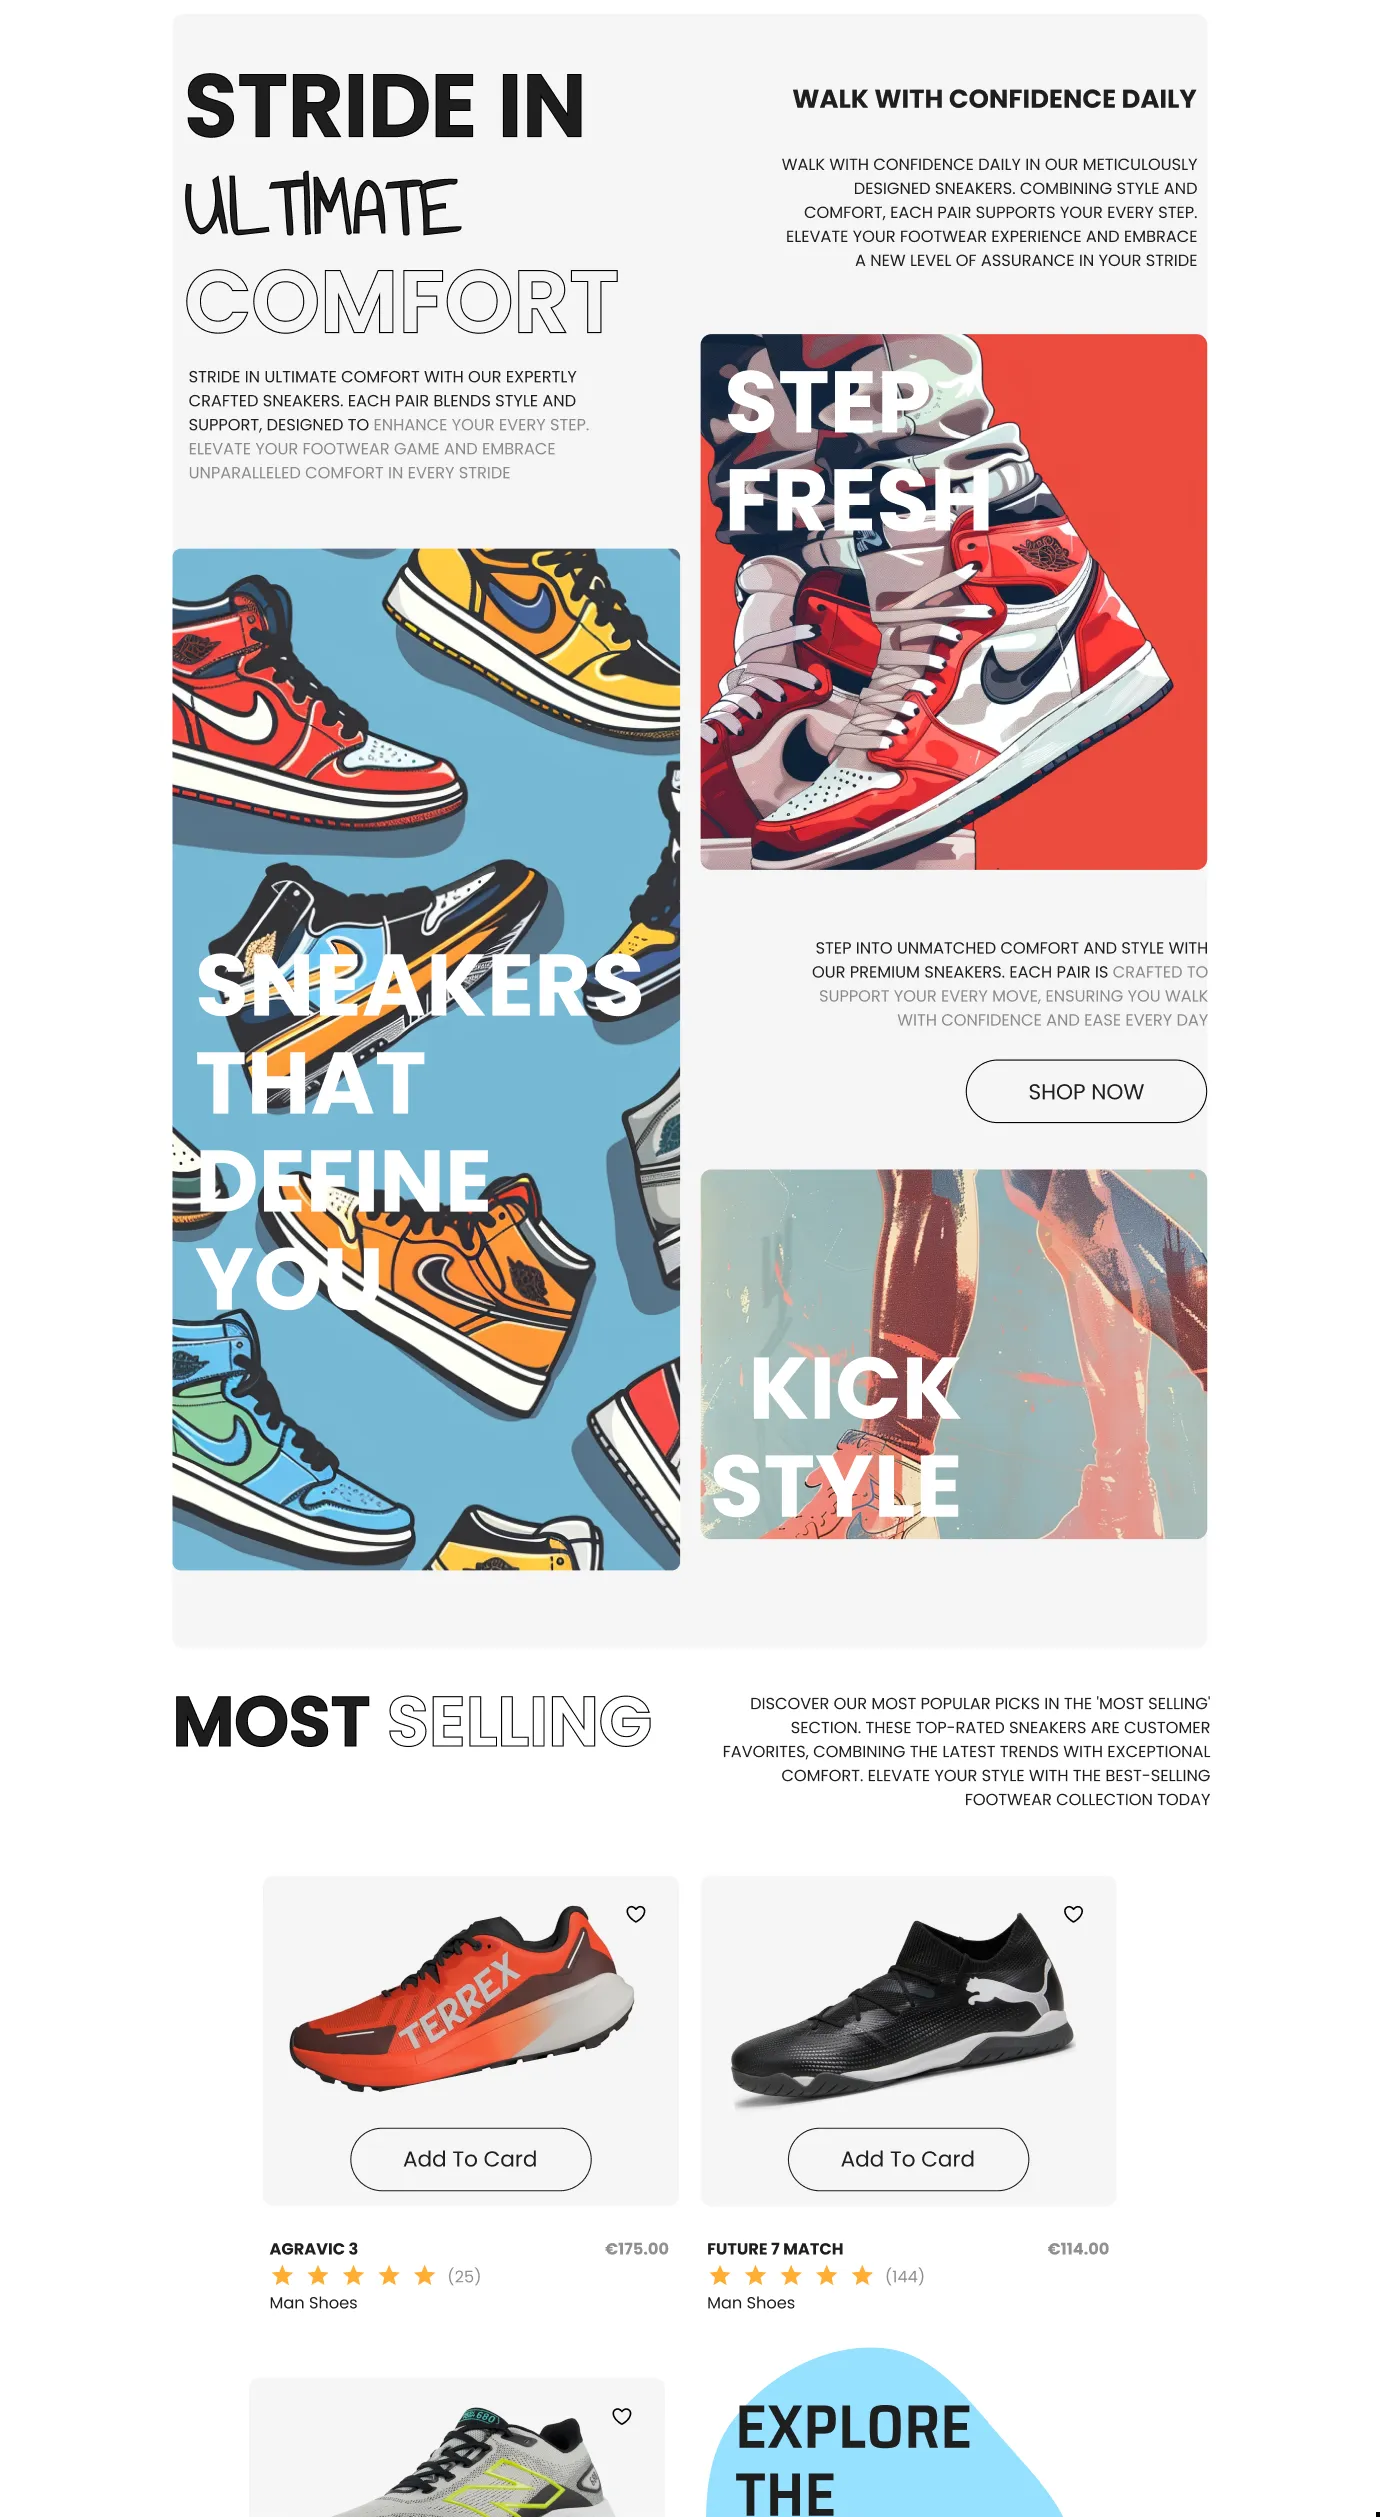 STRIDE IN
ULTIMATE
COMFORT
STRIDE IN ULTIMATE COMFORT WITH OUR EXPERTLY
CRAFTED SNEAKERS. EACH PAIR BLENDS STYLE AND
SUPPORT, DESIGNED TO ENHANCE YOUR EVERY STEP.
ELEVATE YOUR FOOTWEAR GAME AND EMBRACE
UNPARALLELED COMFORT IN EVERY STRIDE
WALK WITH CONFIDENCE DAILY
WALK WITH CONFIDENCE DAILY IN OUR METICULOUSLY
DESIGNED SNEAKERS. COMBINING STYLE AND
COMFORT, EACH PAIR SUPPORTS YOUR EVERY STEP.
ELEVATE YOUR FOOTWEAR EXPERIENCE AND EMBRACE
A NEW LEVEL OF ASSURANCE IN YOUR STRIDE
STEP
FRESH
SNEAKERS
THAT
DEFINE
YOU
STEP INTO UNMATCHED COMFORT AND STYLE WITH
OUR PREMIUM SNEAKERS. EACH PAIR IS CRAFTED TO
SUPPORT YOUR EVERY MOVE, ENSURING YOU WALK
WITH CONFIDENCE AND EASE EVERY DAY
SHOP NOW
KICK
STYLE
MOST SELLING
DISCOVER OUR MOST POPULAR PICKS IN THE 'MOST SELLING'
SECTION. THESE TOP-RATED SNEAKERS ARE CUSTOMER
FAVORITES, COMBINING THE LATEST TRENDS WITH EXCEPTIONAL
COMFORT. ELEVATE YOUR STYLE WITH THE BEST-SELLING
FOOTWEAR COLLECTION TODAY
TERREX
Add To Card
AGRAVIC 3 €175.00
(25)
Man Shoes
Add To Card
FUTURE 7 MATCH €114.00
(144)
Man Shoes
680
EXPLORE
THE